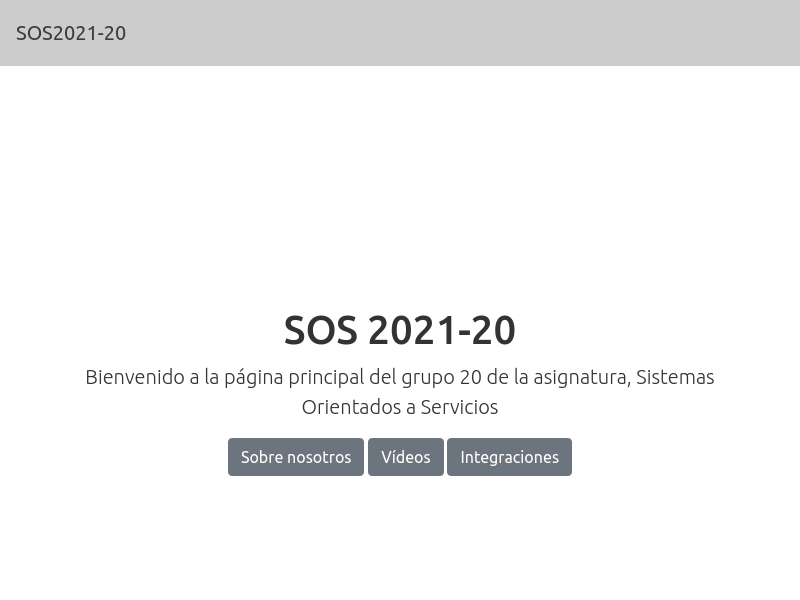 SOS2021-20
SOS 2021-20
Bienvenido a la página principal del grupo 20 de la asignatura, Sistemas
Orientados a Servicios
Sobre nosotros Vídeos Integraciones